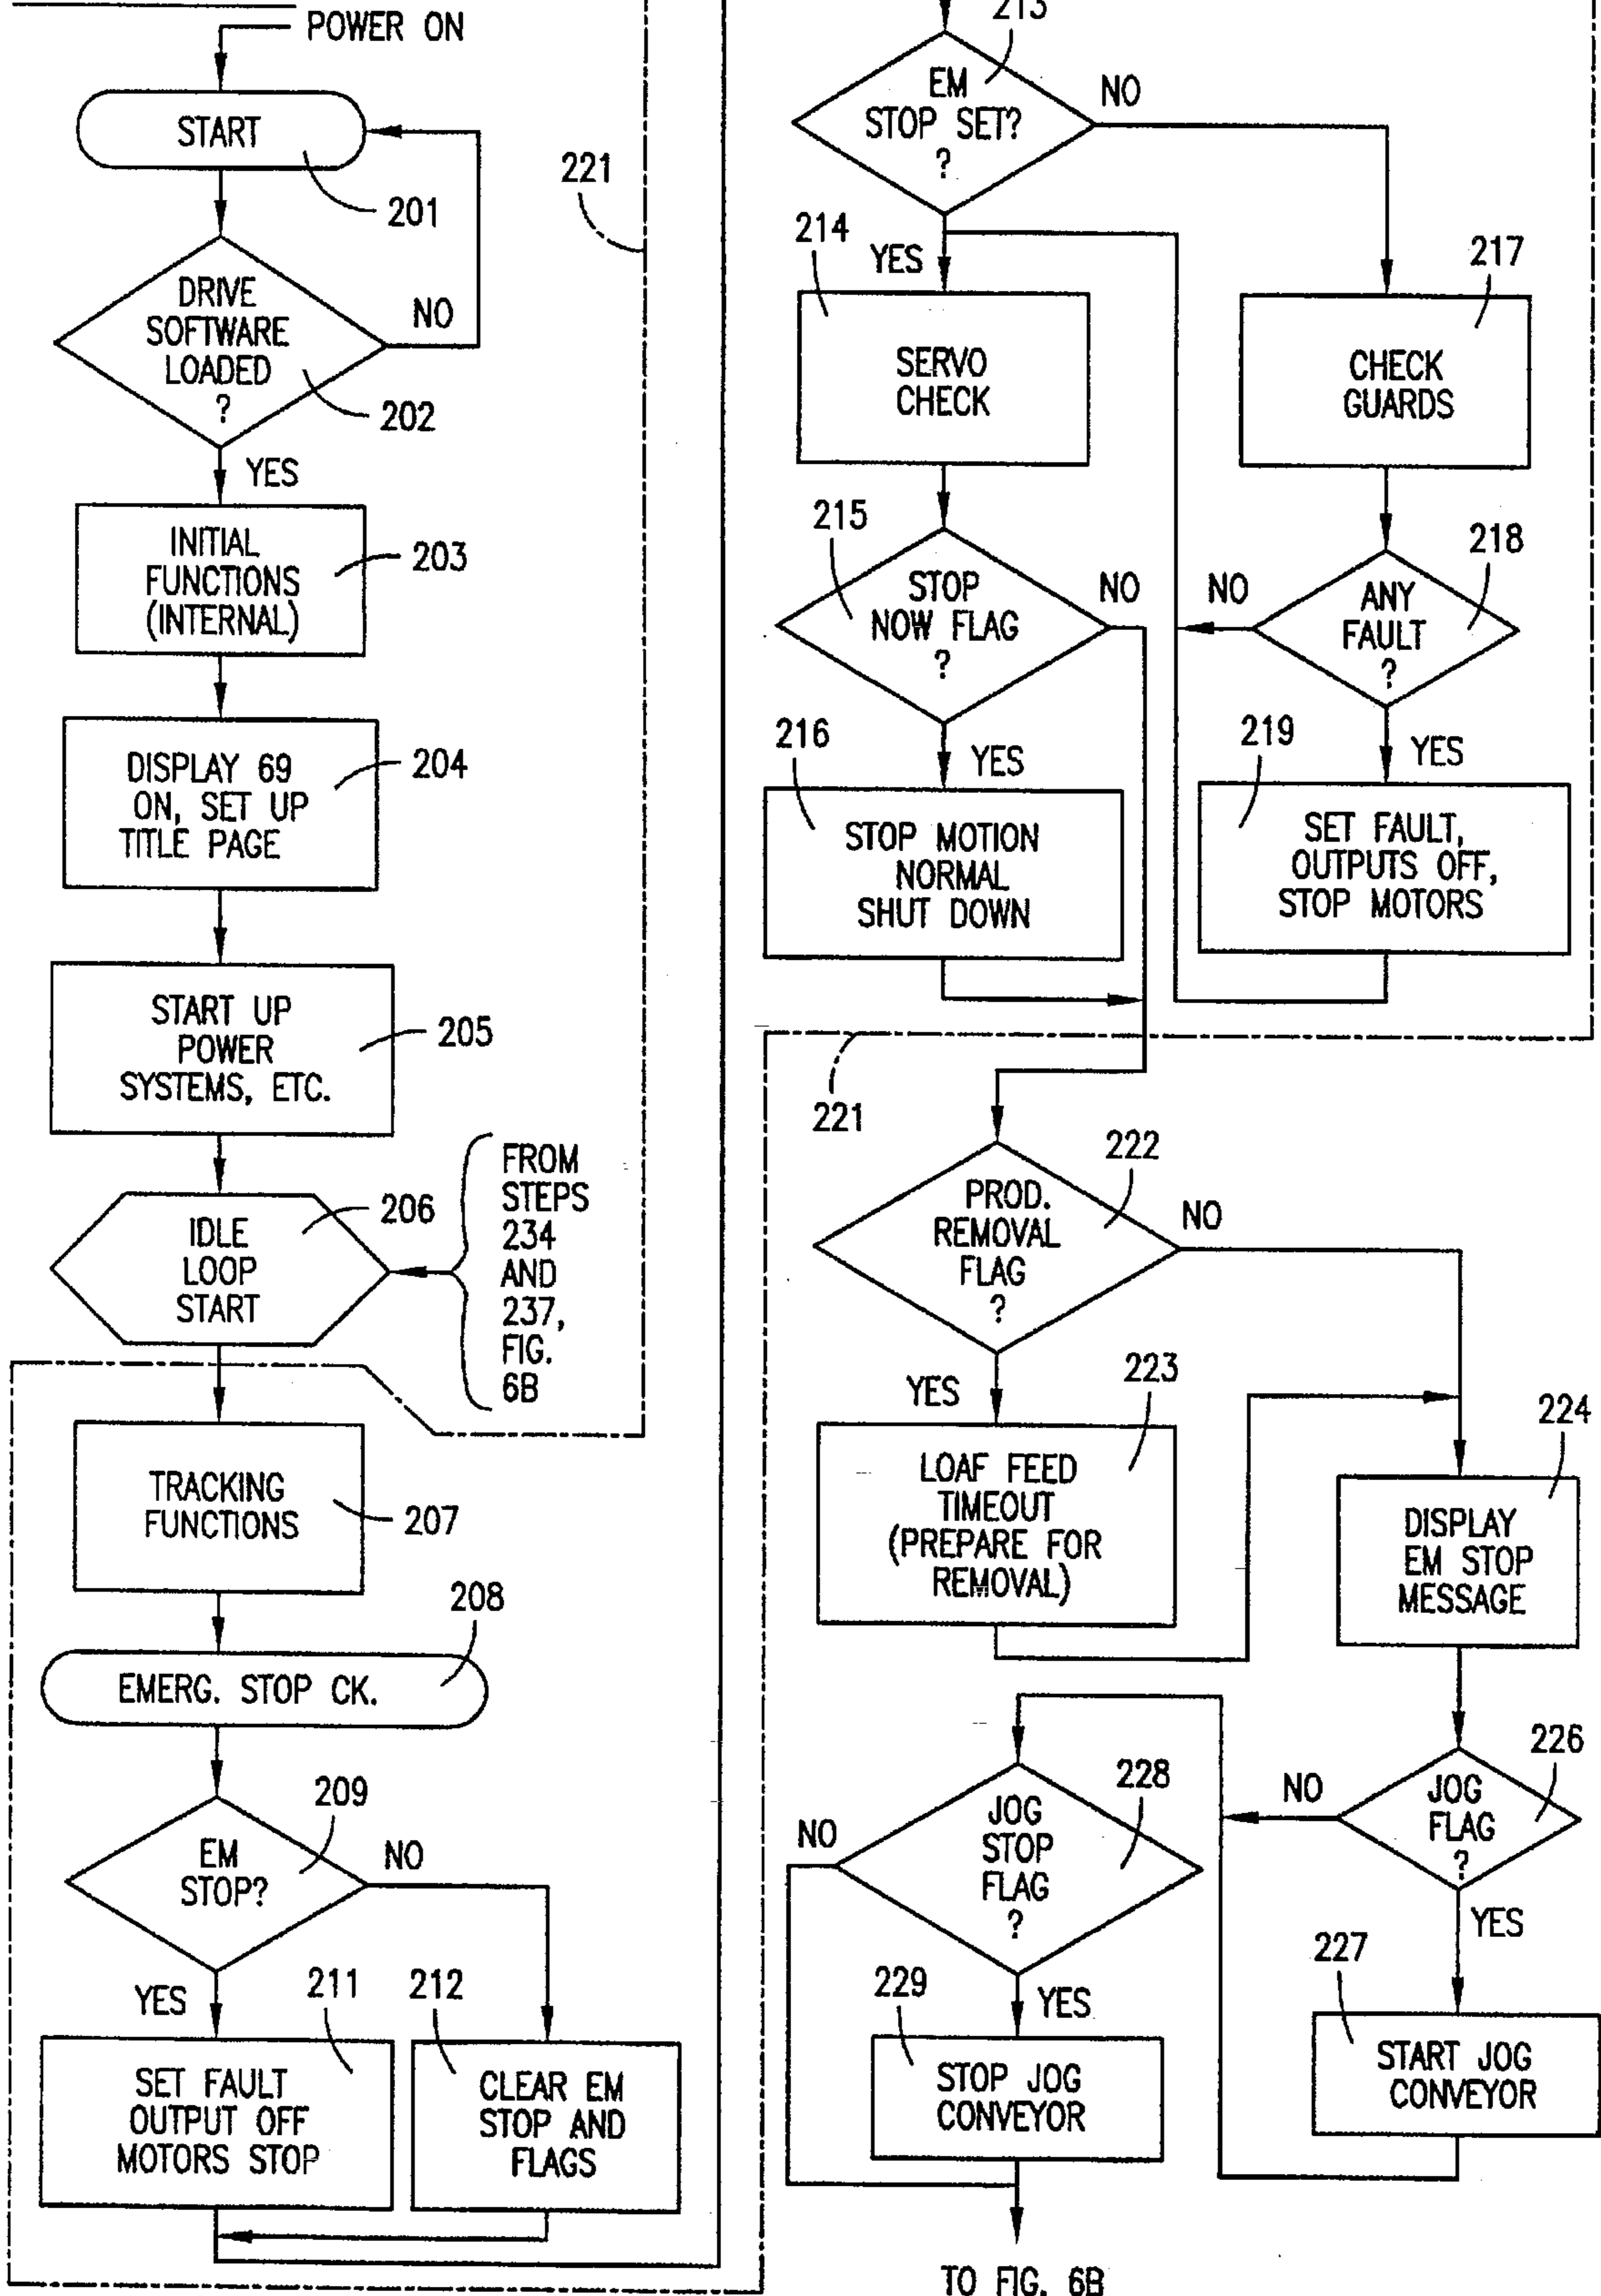 POWER ON
START
201
DRIVE
SOFTWARE
LOADED
?
NO
202
YES
INITIAL
FUNCTIONS
(INTERNAL)
203
DISPLAY 69
ON, SET UP
TITLE PAGE
204
START UP
POWER
SYSTEMS, ETC.
205
IDLE
LOOP
START
206
FROM
STEPS
234
AND
237,
FIG.
6B
221
TRACKING
FUNCTIONS
207
EMERG. STOP CK.
208
EM
STOP?
209
NO
YES
211
SET FAULT
OUTPUT OFF
MOTORS STOP
212
CLEAR EM
STOP AND
FLAGS
213
EM
STOP SET?
?
NO
YES
214
SERVO
CHECK
217
CHECK
GUARDS
215
STOP
NOW FLAG
?
NO
YES
218
ANY
FAULT
?
NO
YES
216
STOP MOTION
NORMAL
SHUT DOWN
219
SET FAULT,
OUTPUTS OFF,
STOP MOTORS
221
222
PROD.
REMOVAL
FLAG
?
NO
YES
223
LOAF FEED
TIMEOUT
(PREPARE FOR
REMOVAL)
224
DISPLAY
EM STOP
MESSAGE
226
JOG
FLAG
?
NO
YES
227
START JOG
CONVEYOR
228
JOG
STOP
FLAG
?
NO
YES
229
STOP JOG
CONVEYOR
TO FIG. 6B